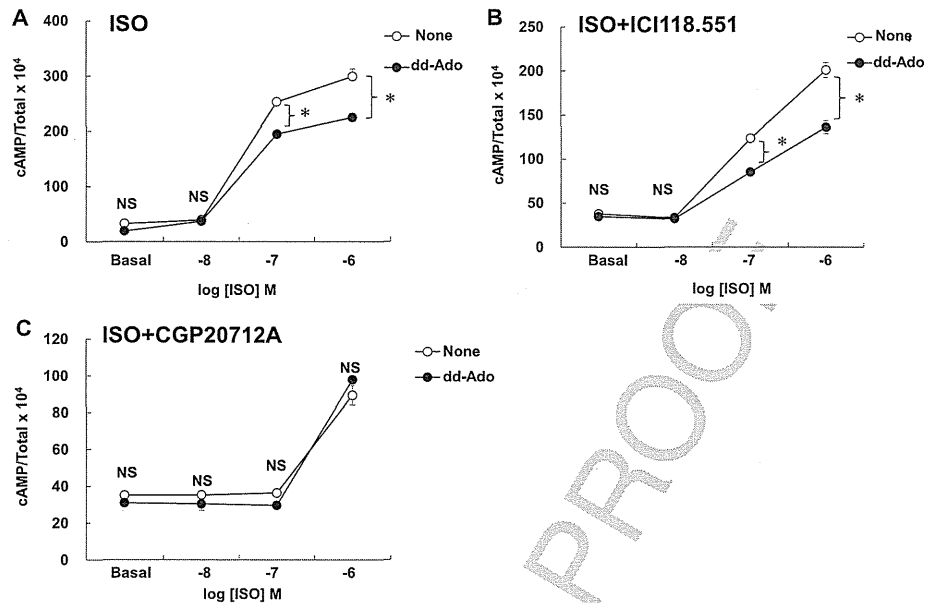 A
ISO
400
300
200
100
0
cAMP/Total x 10⁴
None
dd-Ado
NS
NS
*
*
Basal
-8
-7
-6
log [ISO] M
B
ISO+ICI118.551
250
200
150
100
50
0
cAMP/Total x 10⁴
None
dd-Ado
NS
NS
*
*
Basal
-8
-7
-6
log [ISO] M
C
ISO+CGP20712A
120
100
80
60
40
20
0
cAMP/Total x 10⁴
None
dd-Ado
NS
NS
NS
NS
Basal
-8
-7
-6
log [ISO] M
PROOF